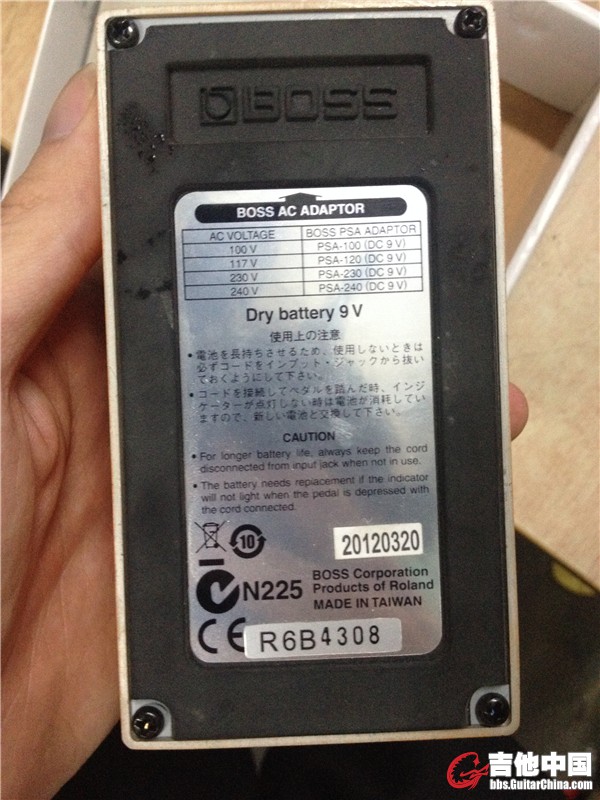 BOSS
BOSS AC ADAPTOR
AC VOLTAGE BOSS PSA ADAPTOR
100 V PSA-100 (DC 9 V)
117 V PSA-120 (DC 9 V)
230 V PSA-230 (DC 9 V)
240 V PSA-240 (DC 9 V)
Dry battery 9 V
使用上の注意
• 電池を長持ちさせるため、使用しないときは
必ずコードをインプット・ジャックから抜い
ておくようにして下さい。
• コードを接続してペダルを踏んだ時、インジ
ケーターが点灯しない時は電池が消耗してい
ますので、新しい電池と交換して下さい。
CAUTION
• For longer battery life, always keep the cord
disconnected from input jack when not in use.
• The battery needs replacement if the indicator
will not light when the pedal is depressed with
the cord connected.
10
20120320
N225
BOSS Corporation
Products of Roland
MADE IN TAIWAN
CE
R6B4308
吉他中国
bbs.GuitarChina.com